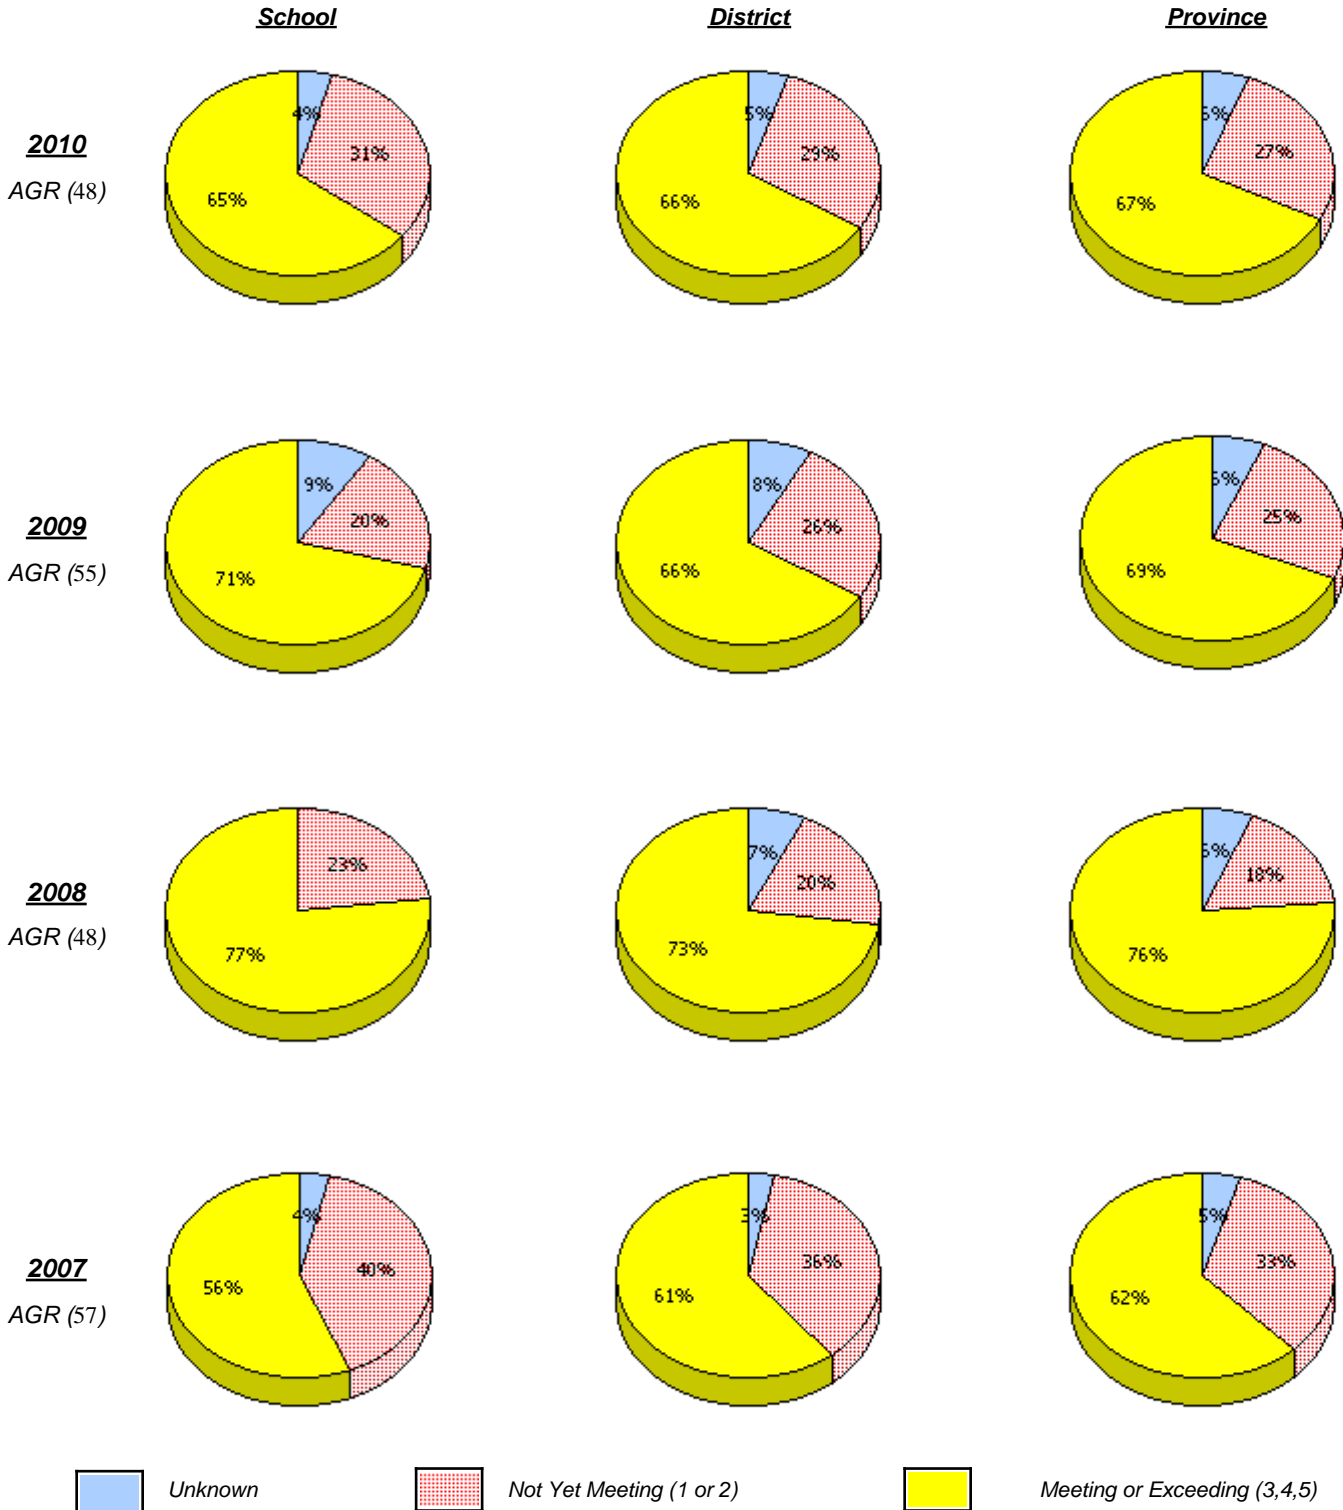 School District Province
2010
AGR (48)
4% 31% 65%
5% 29% 66%
6% 27% 67%
2009
AGR (55)
9% 20% 71%
8% 26% 66%
6% 25% 69%
2008
AGR (48)
23% 77%
7% 20% 73%
6% 18% 76%
2007
AGR (57)
4% 40% 56%
3% 36% 61%
5% 33% 62%
Unknown Not Yet Meeting (1 or 2) Meeting or Exceeding (3,4,5)